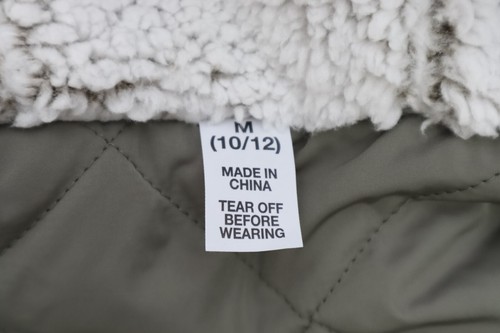 M
(10/12)
MADE IN
CHINA
TEAR OFF
BEFORE
WEARING